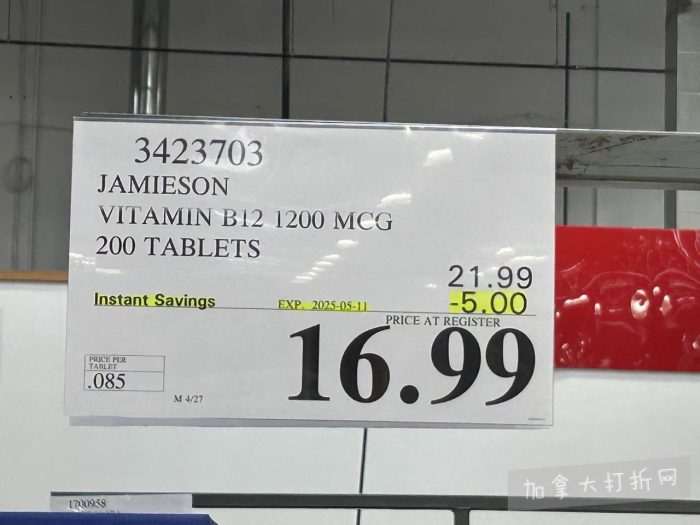 3423703
JAMIESON
VITAMIN B12 1200 MCG
200 TABLETS
21.99
Instant Savings EXP. 2025-05-11 -5.00
PRICE AT REGISTER
16.99
PRICE PER
TABLET
.085
M 4/27
1700958
加拿大打折网